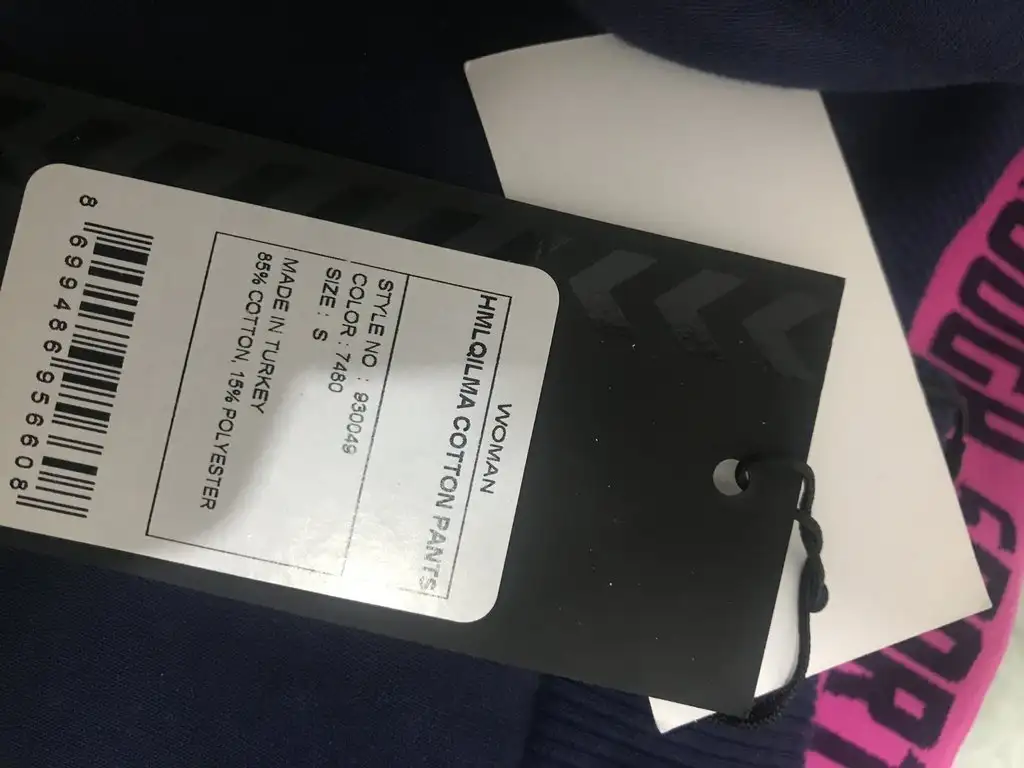 WOMAN
HMLQILMA COTTON PANTS
STYLE NO : 930049
COLOR : 7480
SIZE : S
MADE IN TURKEY
85% COTTON, 15% POLYESTER
8 699486 956608